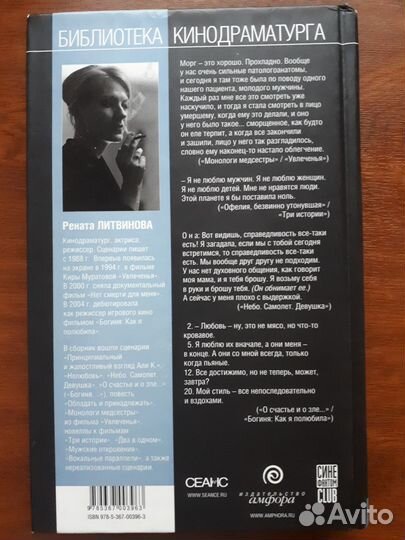 БИБЛИОТЕКА КИНОДРАМАТУРГА
Рената ЛИТВИНОВА
Кинодраматург, актриса,
режиссер. Сценарии пишет
с 1988 г. Впервые появилась
на экране в 1994 г. в фильме
Киры Муратовой «Увлеченья».
В 2000 г. сняла документальный
фильм «Нет смерти для меня».
В 2004 г. дебютировала
как режиссер игрового кино
фильмом «Богиня: Как я
полюбила».
В сборник вошли сценарии
«Принципиальный
и жалостливый взгляд Али К.»,
«Нелюбовь», «Небо. Самолет.
Девушка», «О счастье и о зле...»
(«Богиня...»), повесть
«Обладать и принадлежать»,
«Монологи медсестры»
из фильма «Увлеченья»,
новеллы к фильмам
«Три истории», «Два в одном»,
«Мужские откровения»,
«Вокальные параллели», а также
нереализованные сценарии.
Морг – это хорошо. Прохладно. Вообще
у нас очень сильные патологоанатомы,
и сегодня я там тоже была по поводу одного
нашего пациента, молодого мужчины.
Каждый раз мне все это смотреть уже
наскучило, и тогда я стала смотреть в лицо
умершему, когда ему это делали, и оно
у него было такое... сморщенное, как будто
он еле терпит, а когда все закончили
и зашили, лицо у него так разгладилось,
словно ему наконец-то настало облегчение.
(«Монологи медсестры» / «Увлеченья»)
– Я не люблю мужчин. Я не люблю женщин.
Я не люблю детей. Мне не нравятся люди.
Этой планете я бы поставила ноль.
(«Офелия, безвинно утонувшая» /
«Три истории»)
О н а: Вот видишь, справедливость все-таки
есть! Я загадала, если мы с тобой сегодня
встретимся, то справедливость все-таки есть.
Мы вообще друг другу не подходим.
У нас нет духовного общения, как говорит
моя мама, и я тебя брошу. Я возьму себя
в руки и брошу тебя. (Он обнимает ее.)
А сейчас у меня плохо с выдержкой.
(«Небо. Самолет. Девушка»)
2. – Любовь – ну, это не мясо, но что-то
кровавое.
5. Я люблю их вначале, а они меня –
в конце. А они со мной всегда, только
когда пьяные.
12. Все достижимо, но не теперь, может,
завтра?
20. Мой стиль – все непоследовательно
и вздохами.
(«О счастье и о зле...» /
«Богиня: Как я полюбила»)
9785367003963
ISBN 978-5-367-00396-3
СЕАНС
WWW.SEANCE.RU
ИЗДАТЕЛЬСТВО
амфора
WWW.AMPHORA.RU
СИНЕ
ФАНТОМ
CLUB
Avito